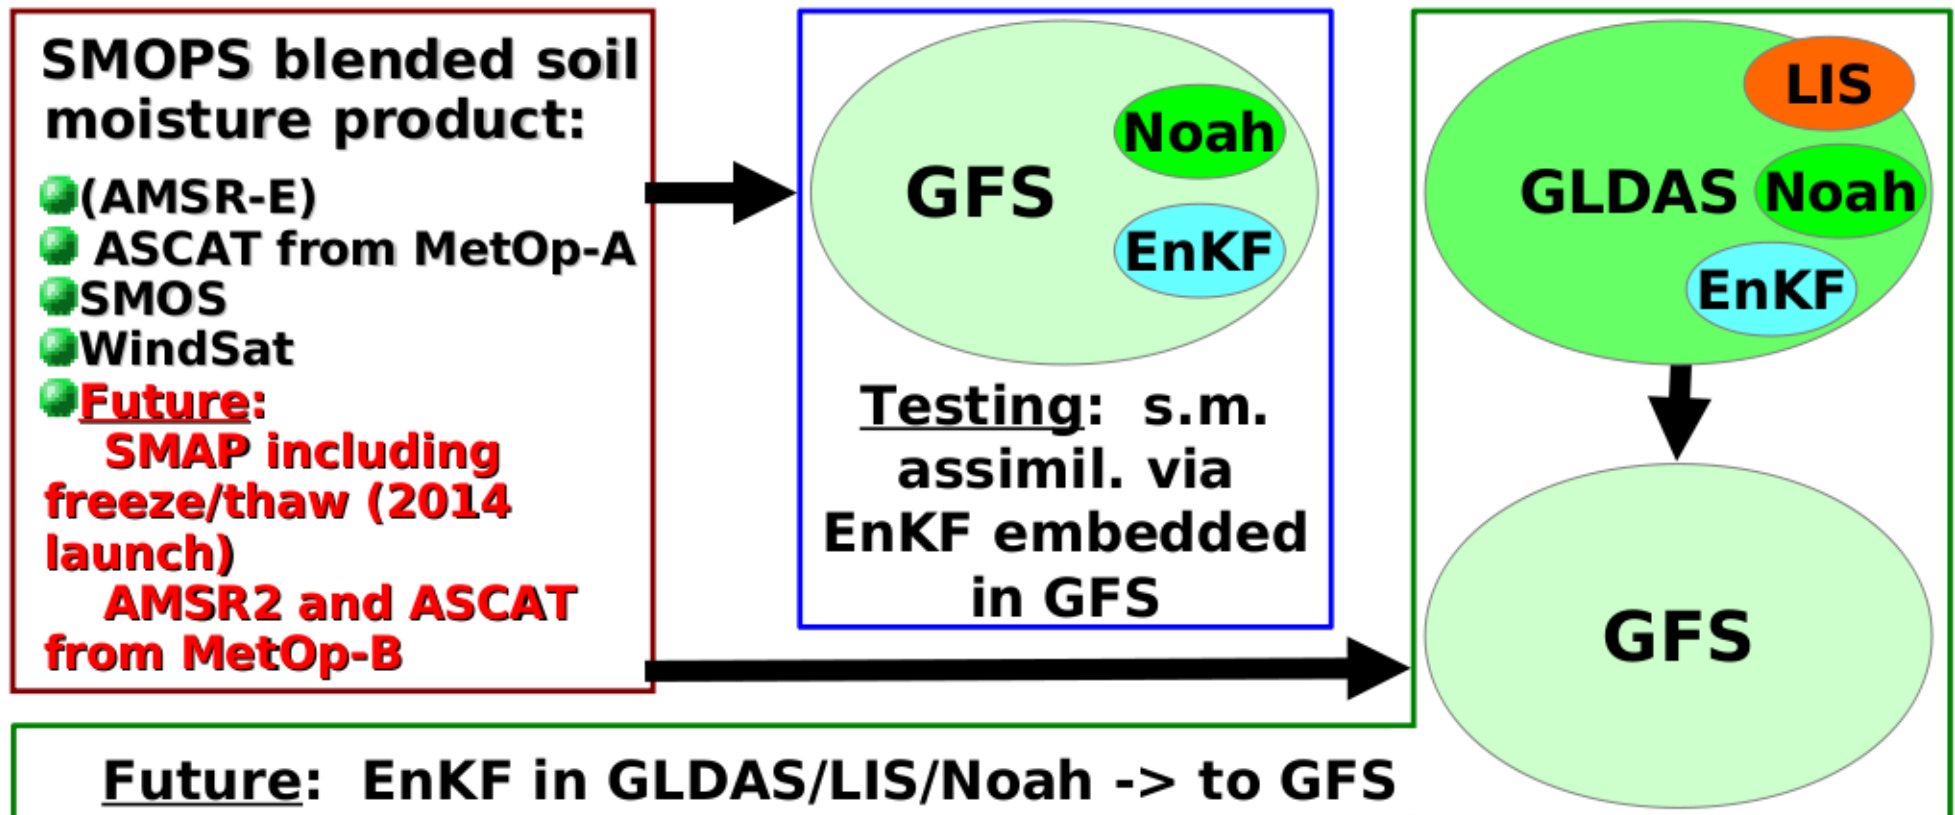 SMOPS blended soil
moisture product:
(AMSR-E)
ASCAT from MetOp-A
SMOS
WindSat
Future:
SMAP including
freeze/thaw (2014
launch)
AMSR2 and ASCAT
from MetOp-B
GFS
Noah
EnKF
Testing: s.m.
assimil. via
EnKF embedded
in GFS
LIS
GLDAS
Noah
EnKF
GFS
Future: EnKF in GLDAS/LIS/Noah -> to GFS